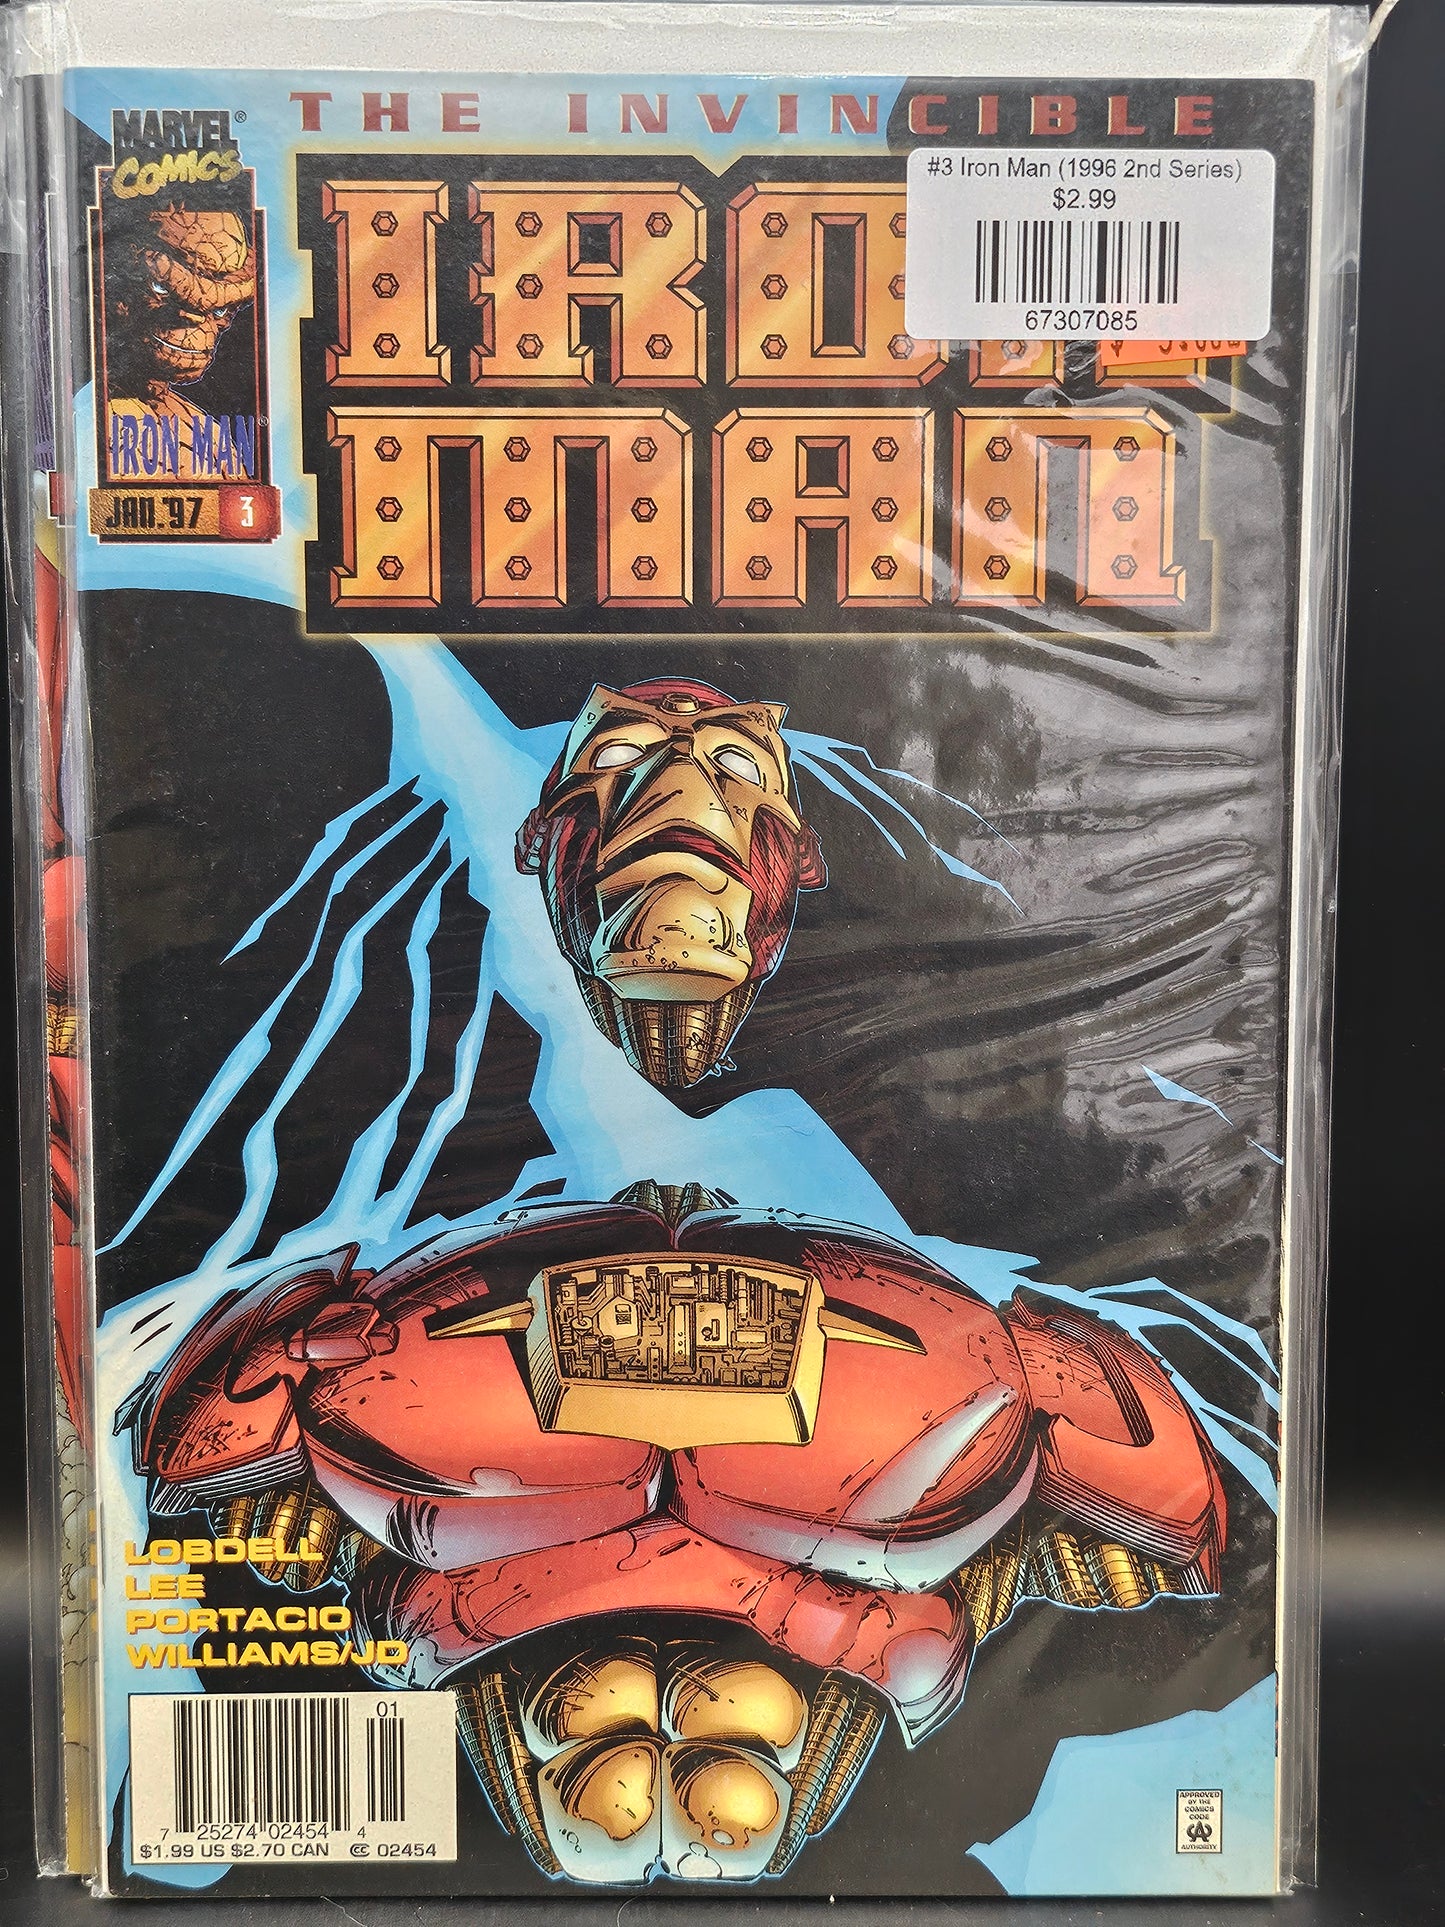 THE INVINCIBLE
MARVEL®
COMICS
#3 Iron Man (1996 2nd Series)
$2.99
67307085
IRON
MAN
IRON MAN®
JAN. '97 3
LOBDELL
LEE
PORTACIO
WILLIAMS/JD
01
7 25274 02454 4
$1.99 US $2.70 CAN CC 02454
APPROVED
BY THE
COMICS
CODE
CA
AUTHORITY